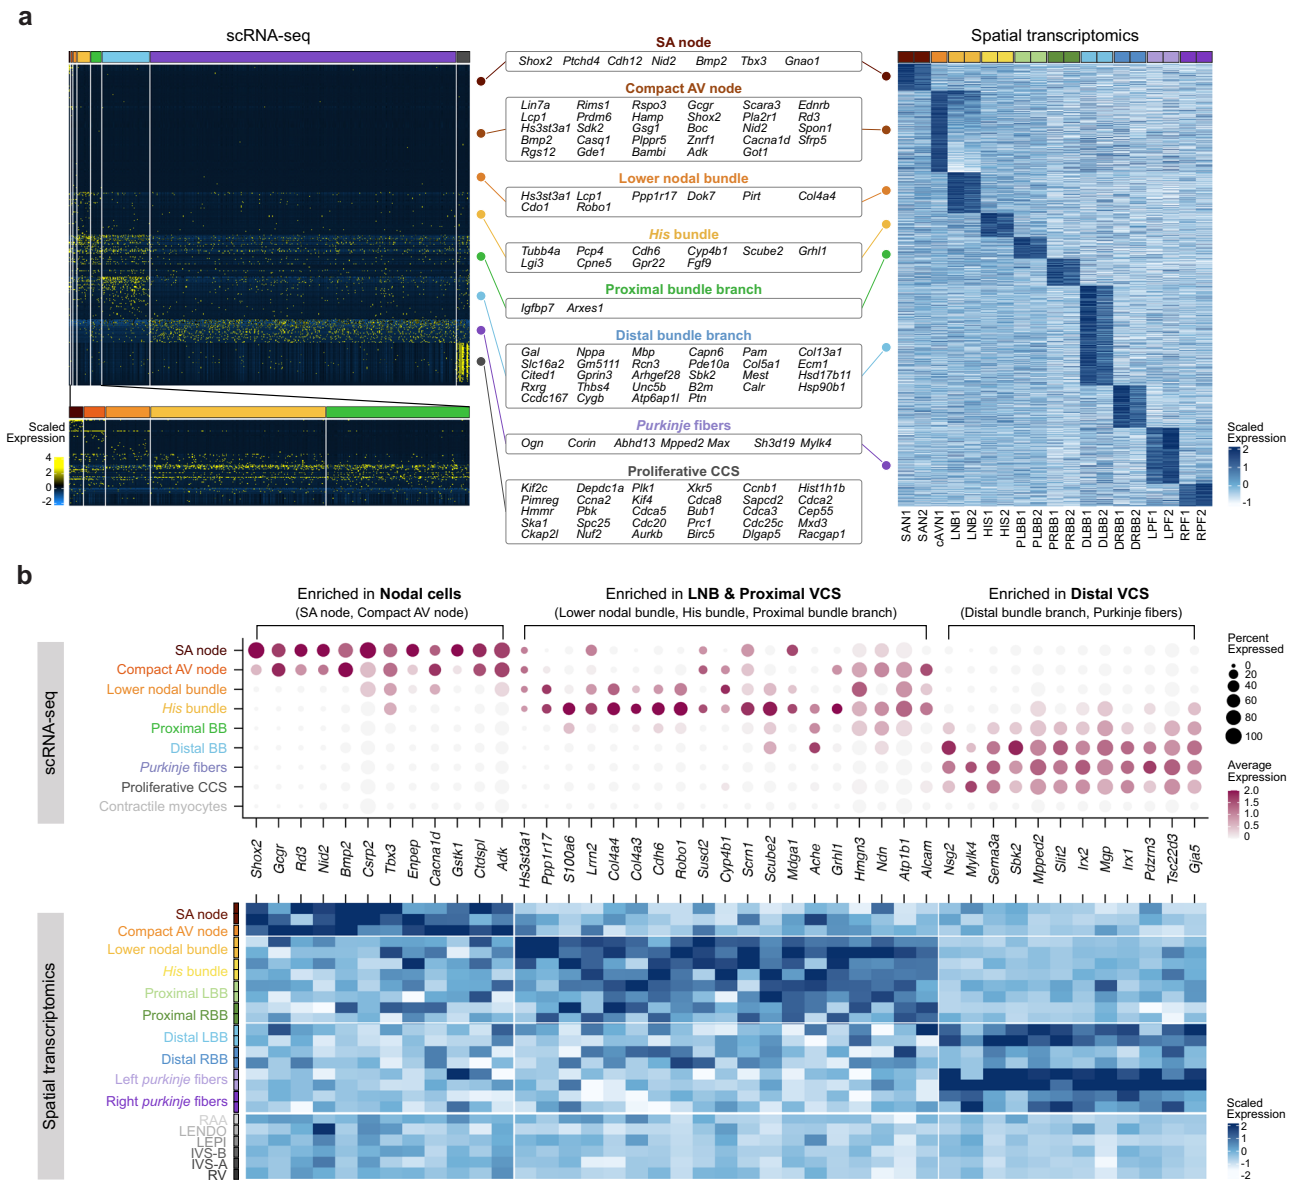 a
scRNA-seq
Spatial transcriptomics
SA node
Shox2 Ptchd4 Cdh12 Nid2 Bmp2 Tbx3 Gnao1
Compact AV node
Lin7a Rims1 Rspo3 Gcgr Scara3 Ednrb
Lcp1 Prdm6 Hamp Shox2 Pla2r1 Rd3
Hs3st3a1 Sdk2 Gsg1 Boc Nid2 Spon1
Bmp2 Casq1 Plppr5 Znrf1 Cacna1d Sfrp5
Rgs12 Gde1 Bambi Adk Got1
Lower nodal bundle
Hs3st3a1 Lcp1 Ppp1r17 Dok7 Pirt Col4a4
Cdo1 Robo1
His bundle
Tubb4a Pcp4 Cdh6 Cyp4b1 Scube2 Grhl1
Lgi3 Cpne5 Gpr22 Fgf9
Proximal bundle branch
Igfbp7 Arxes1
Distal bundle branch
Gal Nppa Mbp Capn6 Pam Col13a1
Slc16a2 Gm5111 Rcn3 Pde10a Col5a1 Ecm1
Cited1 Gprin3 Arhgef28 Sbk2 Mest Hsd17b11
Rxrg Thbs4 Unc5b B2m Calr Hsp90b1
Ccdc167 Cygb Atp6ap1l Ptn
Purkinje fibers
Ogn Corin Abhd13 Mpped2 Max Sh3d19 Mylk4
Proliferative CCS
Kif2c Depdc1a Plk1 Xkr5 Ccnb1 Hist1h1b
Pimreg Ccna2 Kif4 Cdca8 Sapcd2 Cdca2
Hmmr Pbk Cdca5 Bub1 Cdca3 Cep55
Ska1 Spc25 Cdc20 Prc1 Cdc25c Mxd3
Ckap2l Nuf2 Aurkb Birc5 Dlgap5 Racgap1
Scaled
Expression
4
2
0
-2
Scaled
Expression
2
1
0
-1
SAN1 SAN2 cAVN1 LNB1 LNB2 HIS1 HIS2 PLBB1 PLBB2 PRBB1 PRBB2 DLBB1 DLBB2 DRBB1 DRBB2 LPF1 LPF2 RPF1 RPF2
b
Enriched in Nodal cells
(SA node, Compact AV node)
Enriched in LNB & Proximal VCS
(Lower nodal bundle, His bundle, Proximal bundle branch)
Enriched in Distal VCS
(Distal bundle branch, Purkinje fibers)
scRNA-seq
SA node
Compact AV node
Lower nodal bundle
His bundle
Proximal BB
Distal BB
Purkinje fibers
Proliferative CCS
Contractile myocytes
Percent
Expressed
0
20
40
60
80
100
Average
Expression
2.0
1.5
1.0
0.5
0
Shox2 Gcgr Rd3 Nid2 Bmp2 Csrp2 Tbx3 Enpep Cacna1d Gstk1 Ctdspl Adk Hs3st3a1 Ppp1r17 S100a6 Lrrn2 Col4a4 Col4a3 Cdh6 Robo1 Susd2 Cyp4b1 Scrn1 Scube2 Mdga1 Ache Grhl1 Hmgn3 Ndn Atp1b1 Alcam Nsg2 Mylk4 Sema3a Sbk2 Mpped2 Slit2 Irx2 Mgp Irx1 Pdzrn3 Tsc22d3 Gja5
Spatial transcriptomics
SA node
Compact AV node
Lower nodal bundle
His bundle
Proximal LBB
Proximal RBB
Distal LBB
Distal RBB
Left purkinje fibers
Right purkinje fibers
RAA
LENDO
LEPI
IVS-B
IVS-A
RV
Scaled
Expression
2
1
0
-1
-2